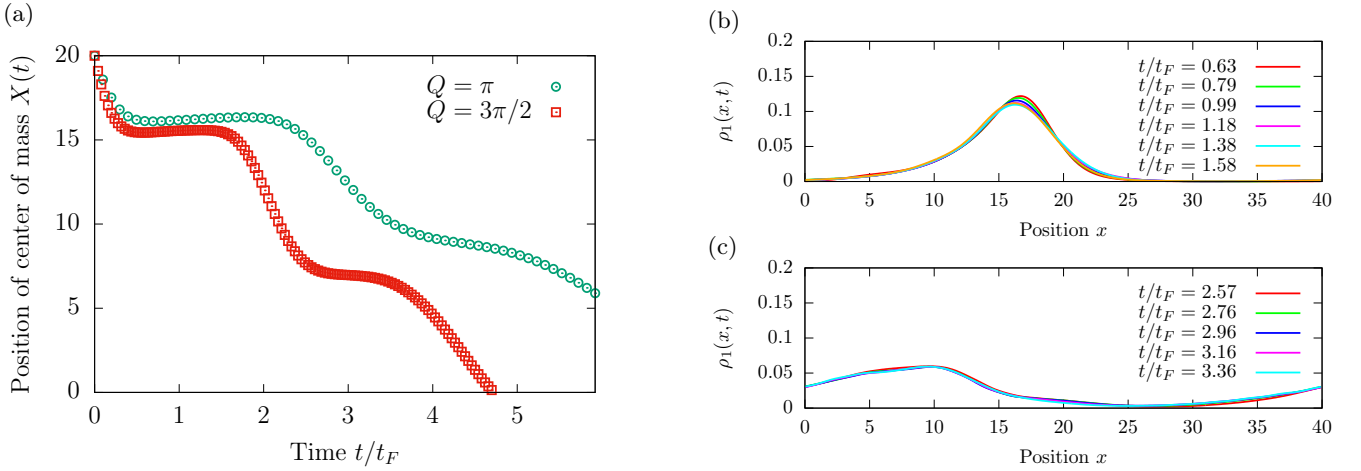 (a)
Position of center of mass X(t)
20
15
10
5
0
Q = π
Q = 3π/2
0 1 2 3 4 5
Time t/t_F
(b)
ρ₁(x, t)
0.2
0.15
0.1
0.05
0
t/t_F = 0.63
t/t_F = 0.79
t/t_F = 0.99
t/t_F = 1.18
t/t_F = 1.38
t/t_F = 1.58
0 5 10 15 20 25 30 35 40
Position x
(c)
ρ₁(x, t)
0.2
0.15
0.1
0.05
0
t/t_F = 2.57
t/t_F = 2.76
t/t_F = 2.96
t/t_F = 3.16
t/t_F = 3.36
0 5 10 15 20 25 30 35 40
Position x